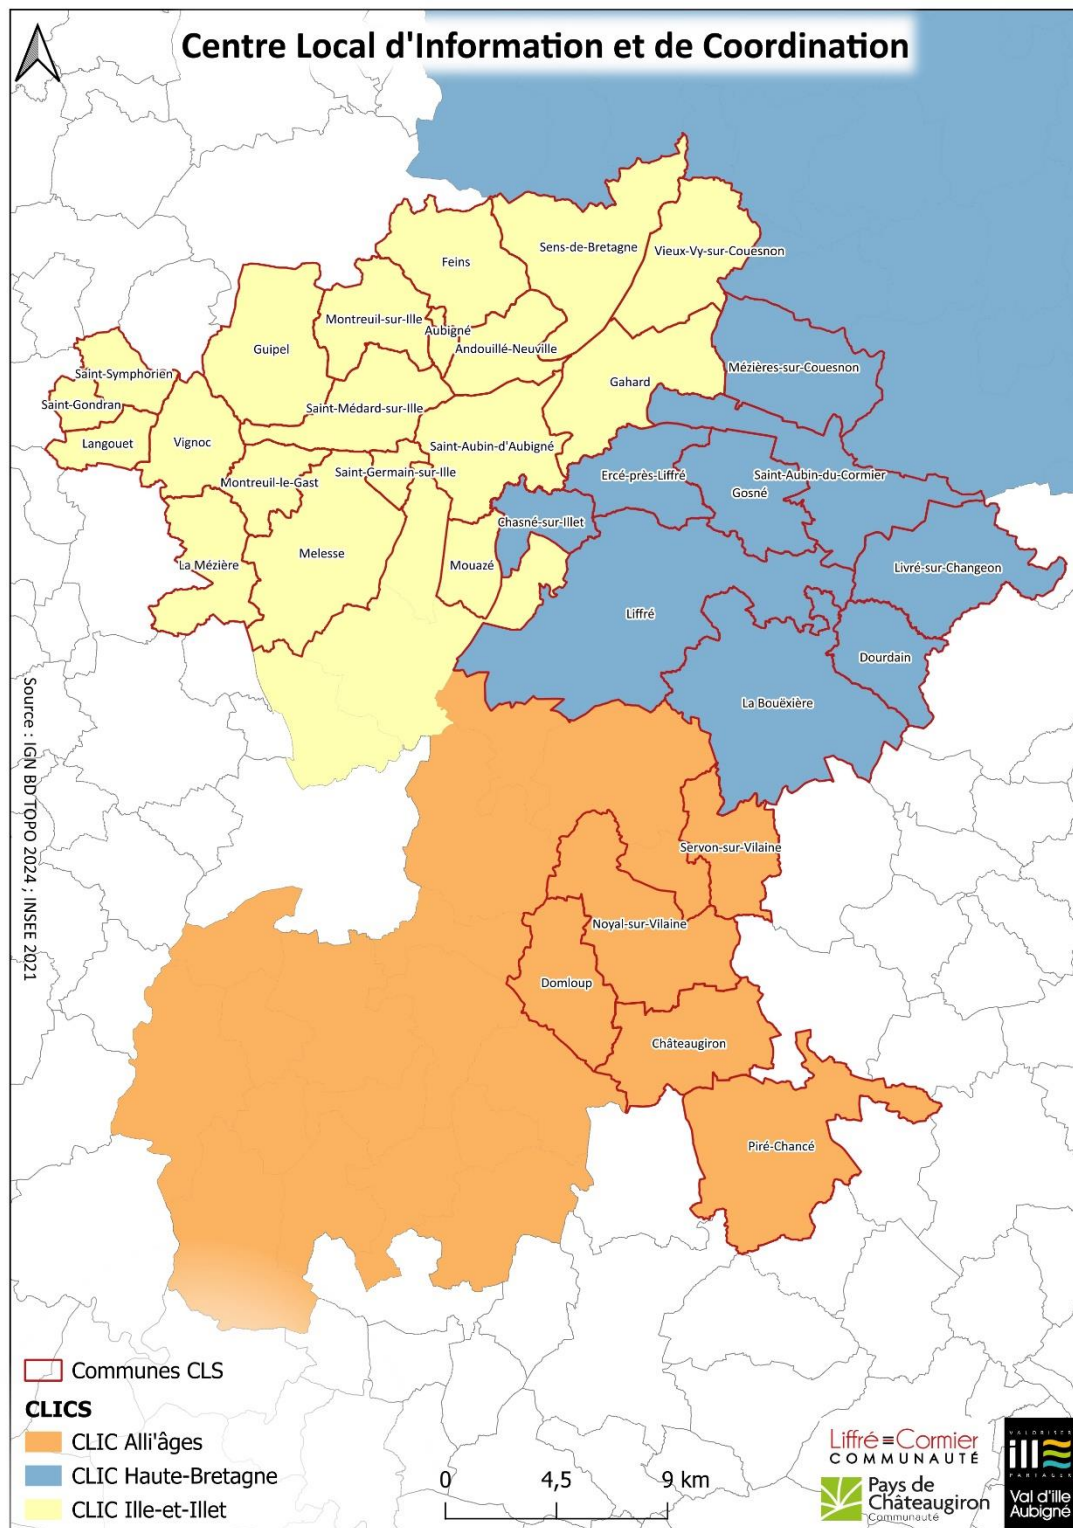 Centre Local d'Information et de Coordination
Sens-de-Bretagne
Vieux-Vy-sur-Couesnon
Feins
Montreuil-sur-Ille
Aubigné
Andouillé-Neuville
Guipel
Mézières-sur-Couesnon
Saint-Symphorien
Gahard
Saint-Gondran
Saint-Médard-sur-Ille
Langouet
Vignoc
Saint-Aubin-d'Aubigné
Saint-Germain-sur-Ille
Montreuil-le-Gast
Ercé-près-Liffré
Saint-Aubin-du-Cormier
Gosné
Chasné-sur-Illet
Melesse
La Mézière
Mouazé
Livré-sur-Changeon
Liffré
Dourdain
La Bouëxière
Servon-sur-Vilaine
Noyal-sur-Vilaine
Domloup
Châteaugiron
Piré-Chancé
Source : IGN BD TOPO 2024 ; INSEE 2021
Communes CLS
CLICS
CLIC Alli'âges
CLIC Haute-Bretagne
CLIC Ille-et-Illet
0 4,5 9 km
Liffré Cormier
COMMUNAUTÉ
Pays de
Châteaugiron
Communauté
VALORISER
ill
PARTAGER
Val d'ille
Aubigné